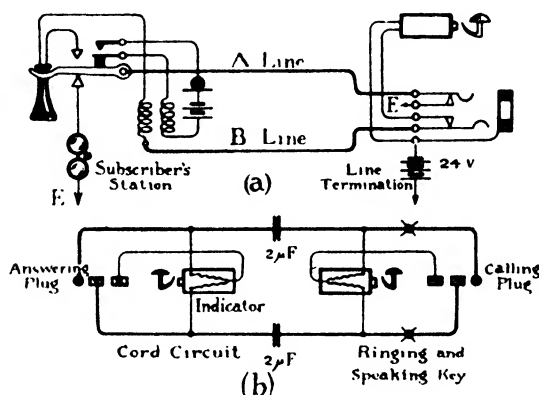 A Line
E
B Line
Subscriber's
Station
E
(a)
Line
Termination
24 V
2μF
Answering
Plug
Indicator
Calling
Plug
Cord Circuit
2μF
Ringing and
Speaking Key
(b)